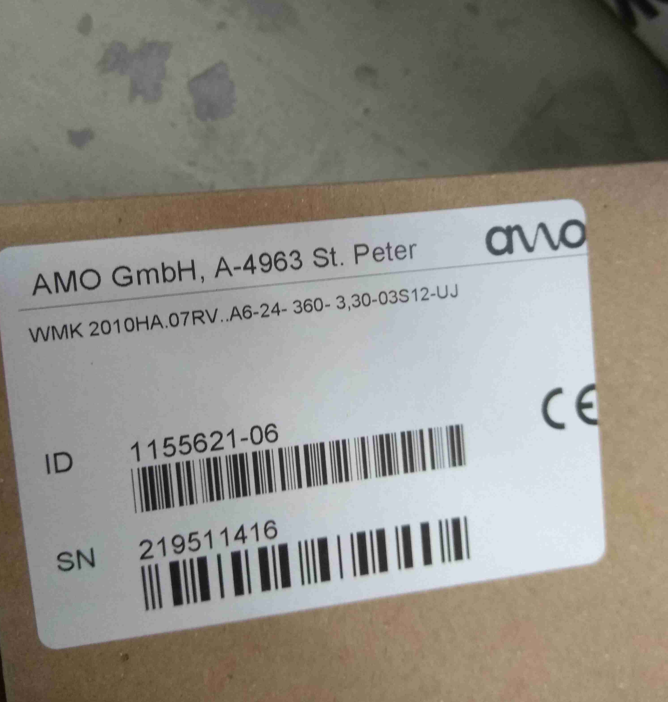 AMO GmbH, A-4963 St. Peter
amo
WMK 2010HA.07RV..A6-24- 360- 3,30-03S12-UJ
CE
ID 1155621-06
SN 219511416